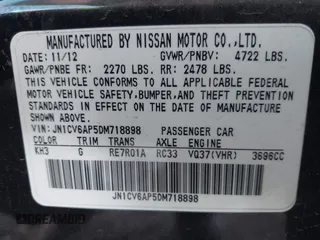 MANUFACTURED BY NISSAN MOTOR CO.,LTD.
DATE: 11/12 GVWR/PNBV: 4722 LBS.
GAWR/PNBE FR: 2270 LBS. RR: 2478 LBS.
THIS VEHICLE CONFORMS TO ALL APPLICABLE
FEDERAL MOTOR VEHICLE SAFETY,BUMPER,AND THEFT
PREVENTION STANDARDS IN EFFECT ON THE DATE OF
MANUFACTURE SHOWN ABOVE.
VIN: JN1CV6AP5DM718898 PASSENGER CAR
COLOR TRIM TRANS AXLE ENGINE
KH3 G RE7R01A RC33 VQ37(VHR) 3696CC
JN1CV6AP5DM718898
IDREAMBID